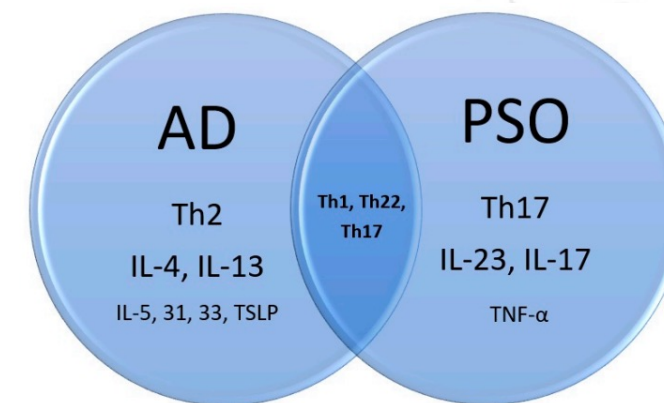 AD
Th2
IL-4, IL-13
IL-5, 31, 33, TSLP
Th1, Th22,
Th17
PSO
Th17
IL-23, IL-17
TNF-α